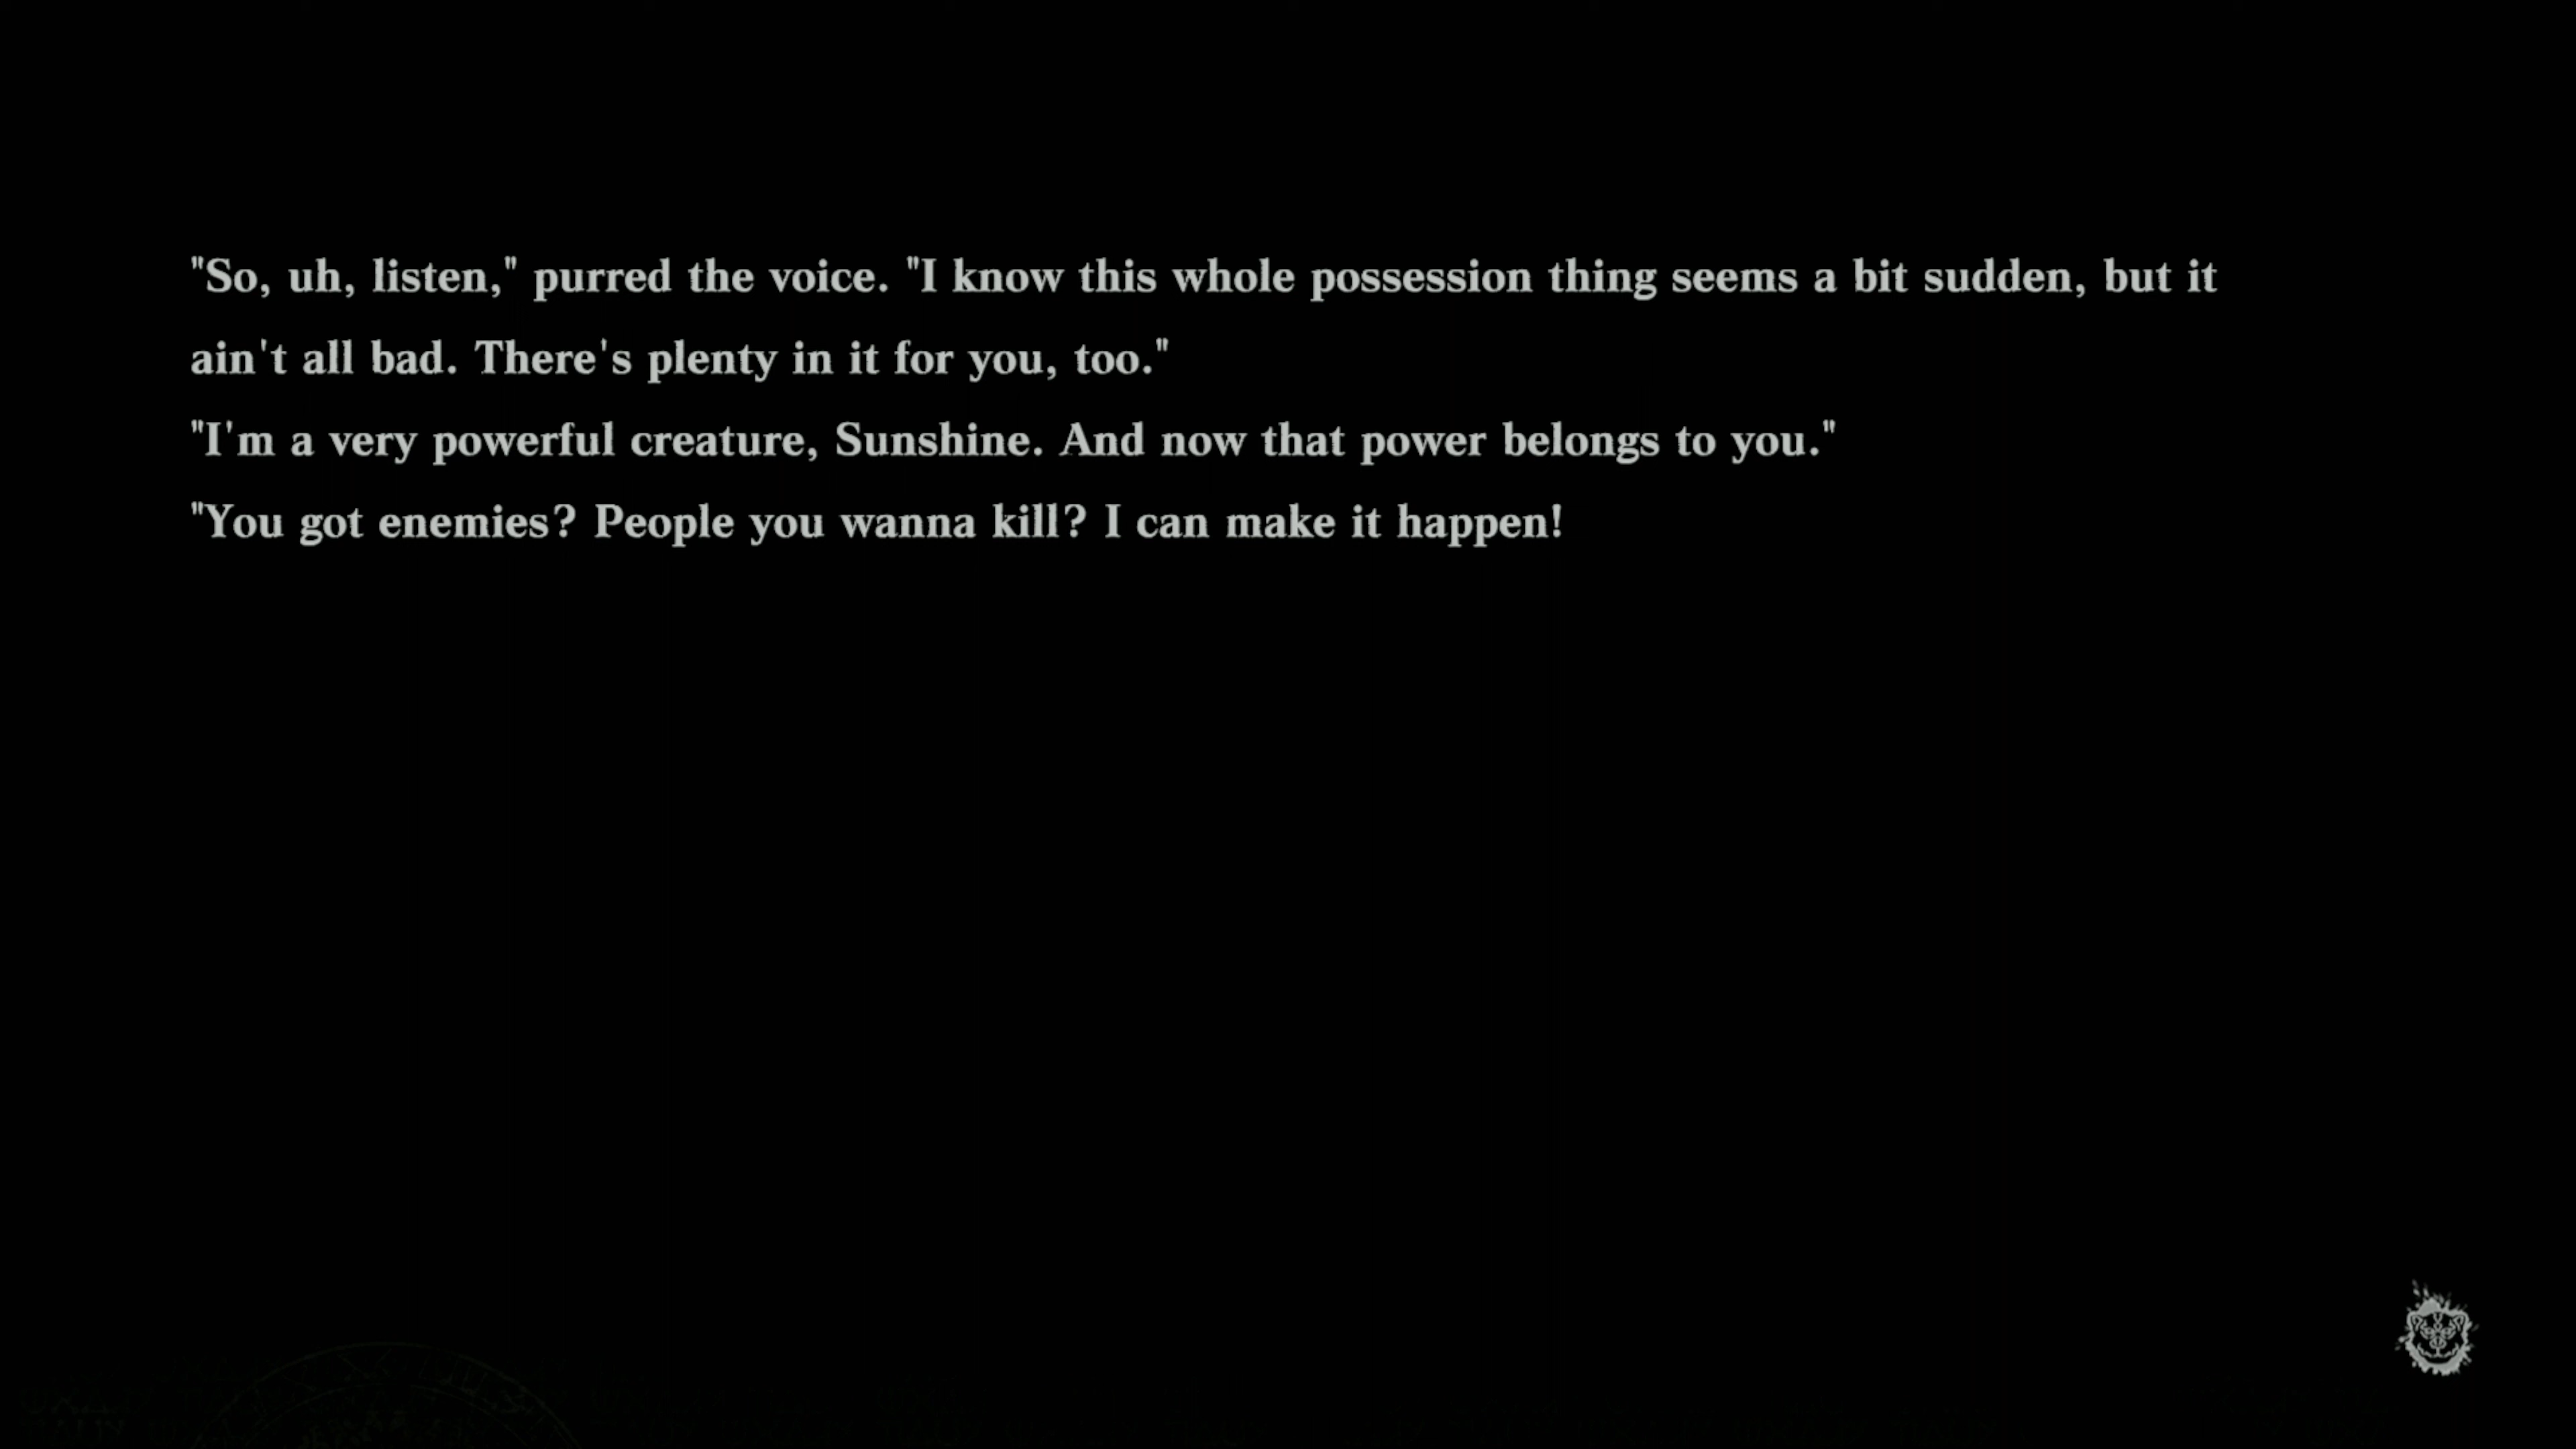 "So, uh, listen," purred the voice. "I know this whole possession thing seems a bit sudden, but it
ain't all bad. There's plenty in it for you, too."
"I'm a very powerful creature, Sunshine. And now that power belongs to you."
"You got enemies? People you wanna kill? I can make it happen!